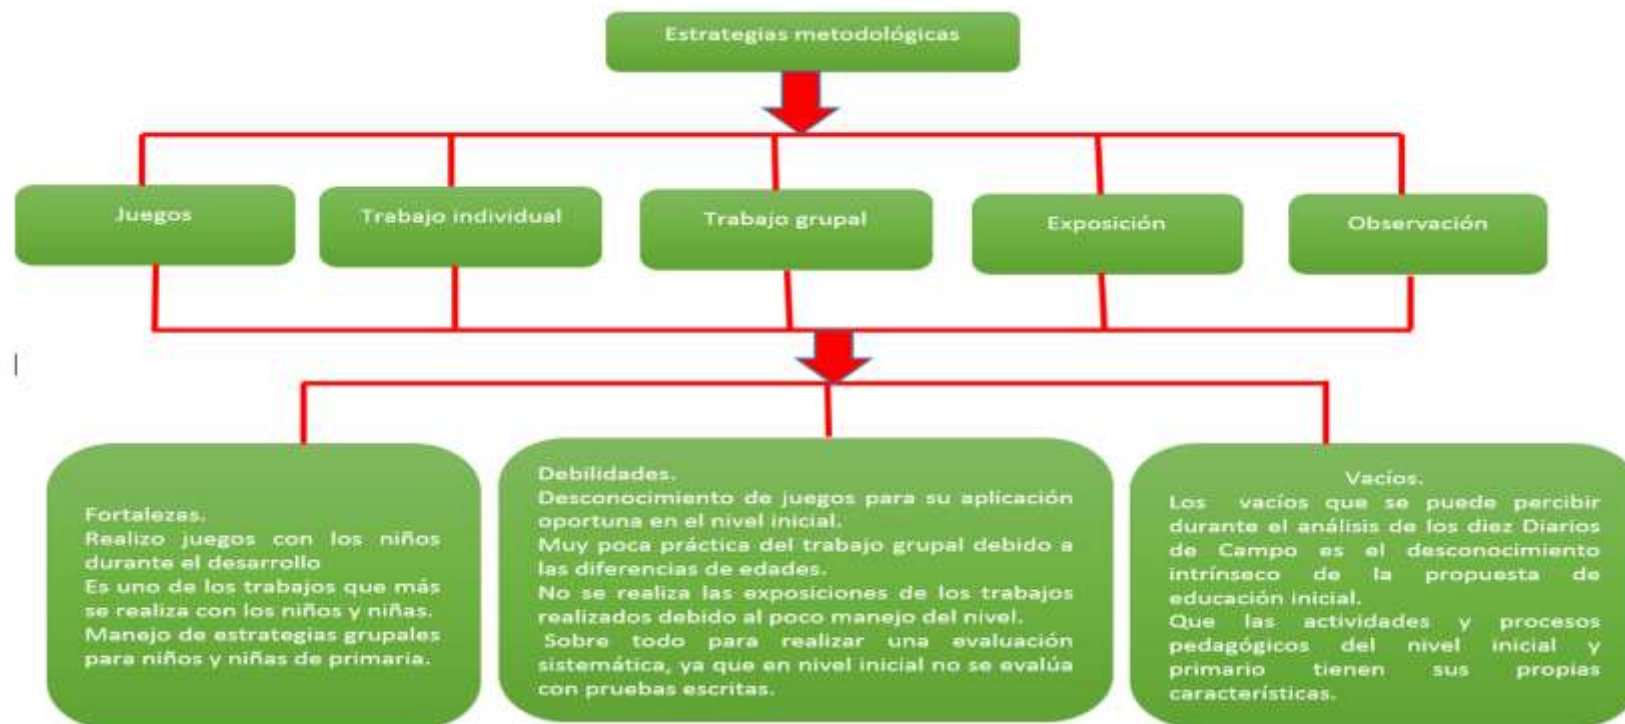 Estrategias metodológicas
Juegos
Trabajo individual
Trabajo grupal
Exposición
Observación
Fortalezas.
Realizo juegos con los niños
durante el desarrollo
Es uno de los trabajos que más
se realiza con los niños y niñas.
Manejo de estrategias grupales
para niños y niñas de primaria.
Debilidades.
Desconocimiento de juegos para su aplicación
oportuna en el nivel inicial.
Muy poca práctica del trabajo grupal debido a
las diferencias de edades.
No se realiza las exposiciones de los trabajos
realizados debido al poco manejo del nivel.
Sobre todo para realizar una evaluación
sistemática, ya que en nivel inicial no se evalúa
con pruebas escritas.
Vacíos.
Los vacíos que se puede percibir
durante el análisis de los diez Diarios
de Campo es el desconocimiento
intrínseco de la propuesta de
educación inicial.
Que las actividades y procesos
pedagógicos del nivel inicial y
primario tienen sus propias
características.